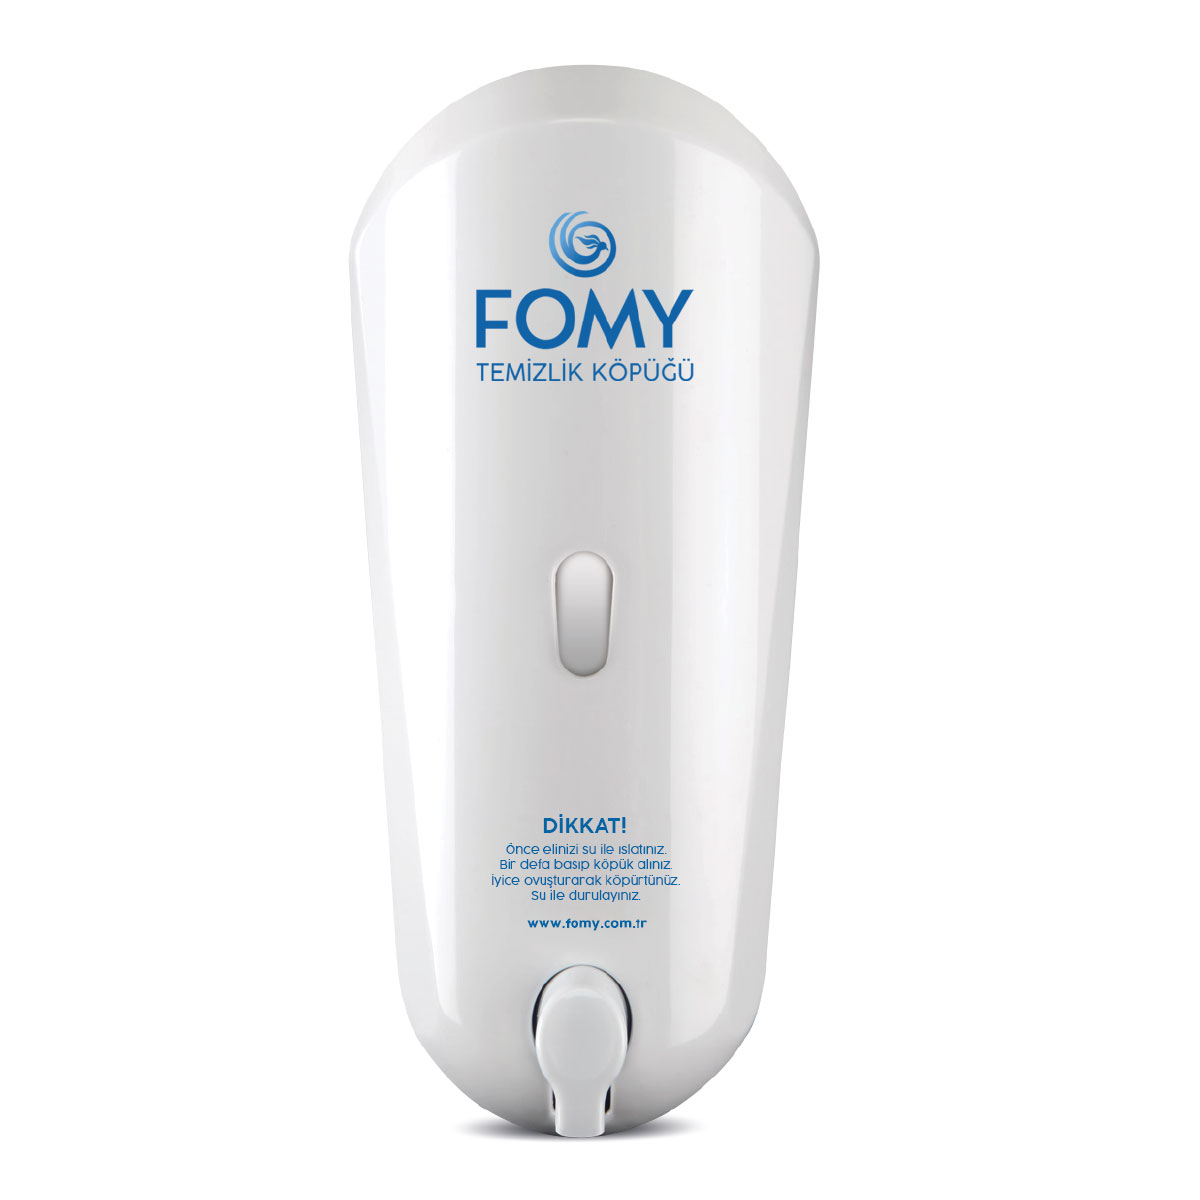 FOMY
TEMİZLİK KÖPÜĞÜ
DİKKAT!
Önce elinizi su ile ıslatınız.
Bir defa basıp köpük alınız.
İyice ovuşturarak köpürtünüz.
Su ile durulayınız.
www.fomy.com.tr